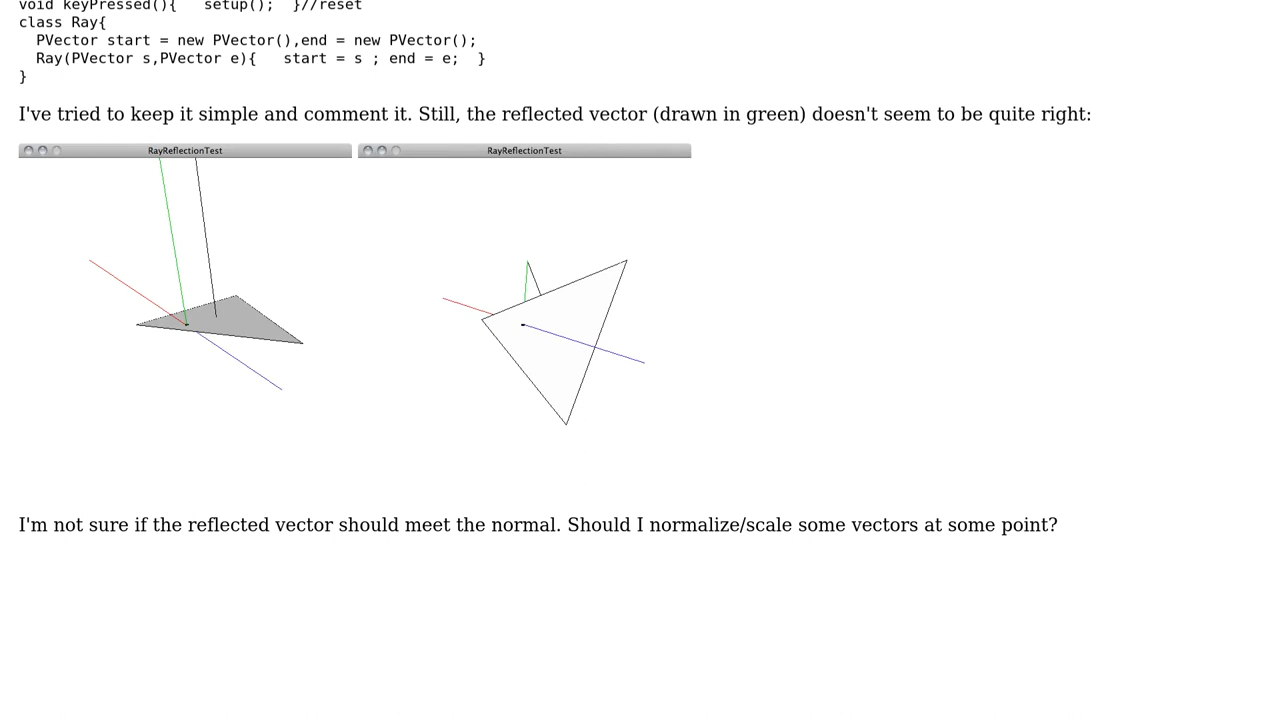 void keyPressed(){   setup();  }//reset
class Ray{
  PVector start = new PVector(),end = new PVector();
  Ray(PVector s,PVector e){   start = s ; end = e;  }
}
I've tried to keep it simple and comment it. Still, the reflected vector (drawn in green) doesn't seem to be quite right:
RayReflectionTest
RayReflectionTest
I'm not sure if the reflected vector should meet the normal. Should I normalize/scale some vectors at some point?